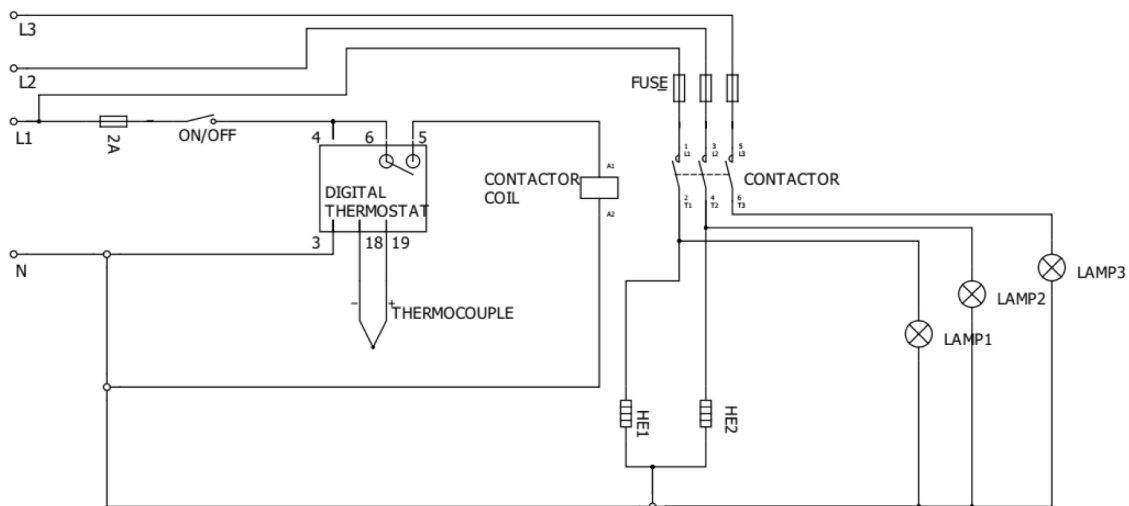 L3
L2
L1
2A
ON/OFF
4
6
5
DIGITAL
THERMOSTAT
3
18
19
N
-
+
THERMOCOUPLE
CONTACTOR
COIL
A1
A2
FUSE
1
L1
3
L2
5
L3
CONTACTOR
2
T1
4
T2
6
T3
LAMP3
LAMP2
LAMP1
HE1
HE2